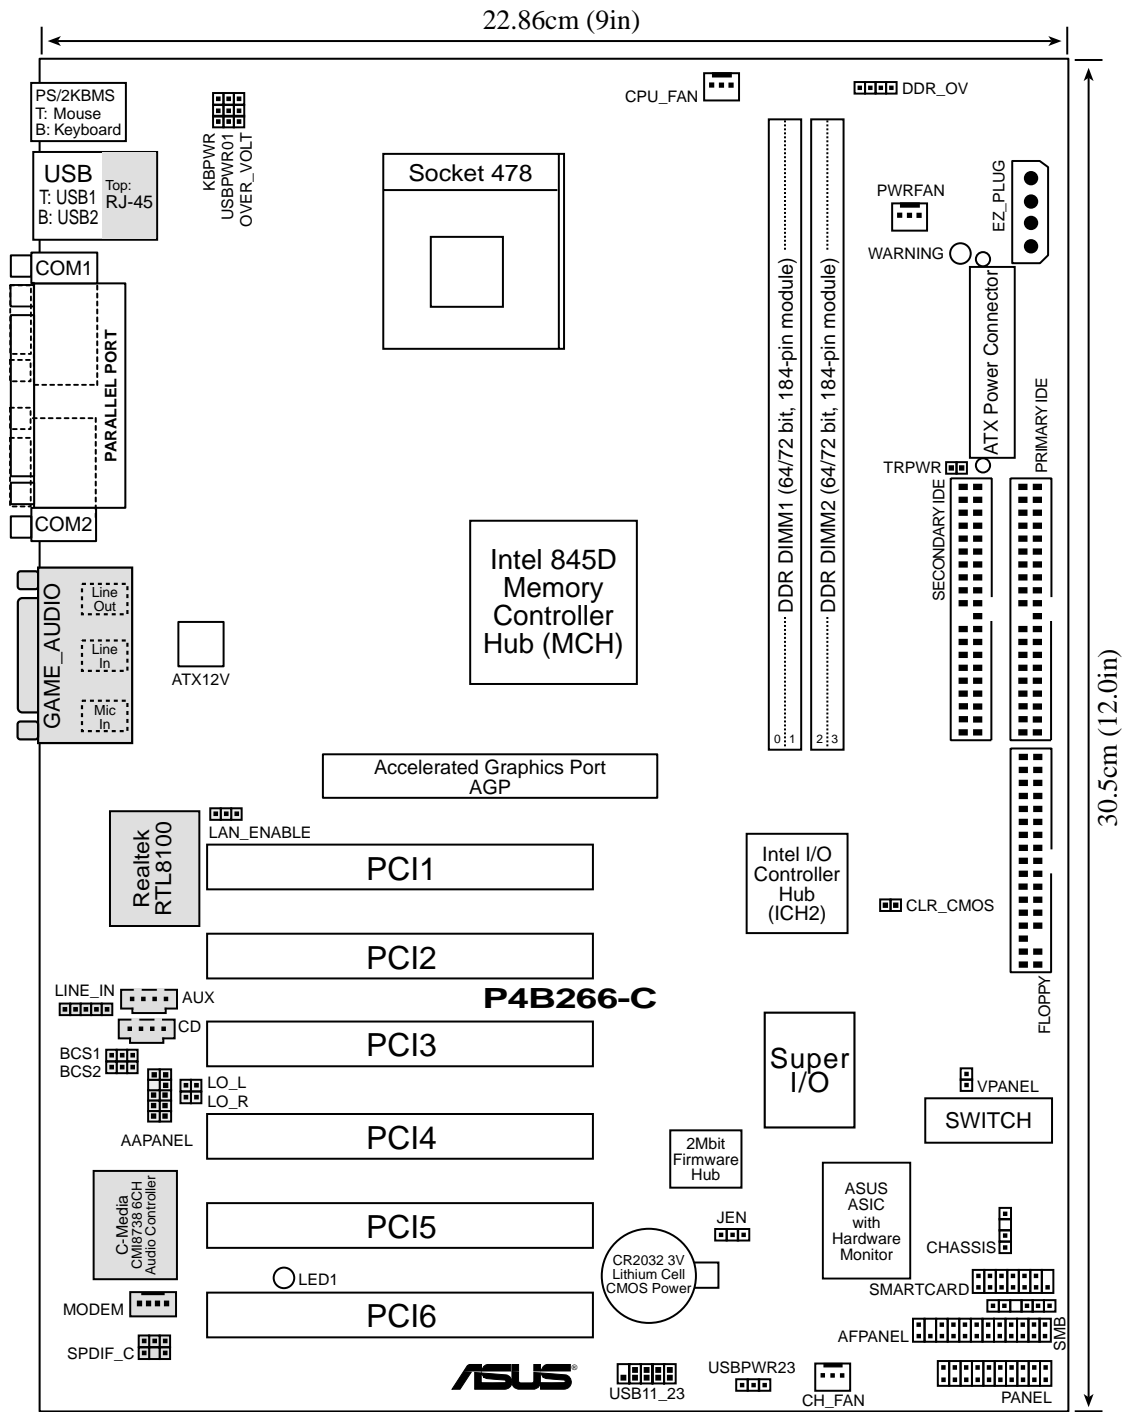 22.86cm (9in)
PS/2KBMS
T: Mouse
B: Keyboard
KBPWR
USBPWR01
OVER_VOLT
CPU_FAN
DDR_OV
USB
T: USB1
B: USB2
Top:
RJ-45
Socket 478
PWRFAN
EZ_PLUG
WARNING
COM1
PARALLEL PORT
COM2
ATX Power Connector
PRIMARY IDE
TRPWR
SECONDARY IDE
DDR DIMM1 (64/72 bit, 184-pin module)
DDR DIMM2 (64/72 bit, 184-pin module)
0 1
2 3
Intel 845D
Memory
Controller
Hub (MCH)
GAME_AUDIO
Line
Out
Line
In
Mic
In
ATX12V
30.5cm (12.0in)
Accelerated Graphics Port
AGP
LAN_ENABLE
Realtek
RTL8100
PCI1
Intel I/O
Controller
Hub
(ICH2)
CLR_CMOS
PCI2
FLOPPY
LINE_IN
AUX
P4B266-C
CD
PCI3
BCS1
BCS2
LO_L
LO_R
AAPANEL
Super
I/O
VPANEL
SWITCH
PCI4
2Mbit
Firmware
Hub
C-Media
CMI8738 6CH
Audio Controller
ASUS
ASIC
with
Hardware
Monitor
PCI5
JEN
CHASSIS
CR2032 3V
Lithium Cell
CMOS Power
LED1
SMARTCARD
MODEM
PCI6
AFPANEL
SMB
SPDIF_C
ASUS®
USB11_23
USBPWR23
CH_FAN
PANEL